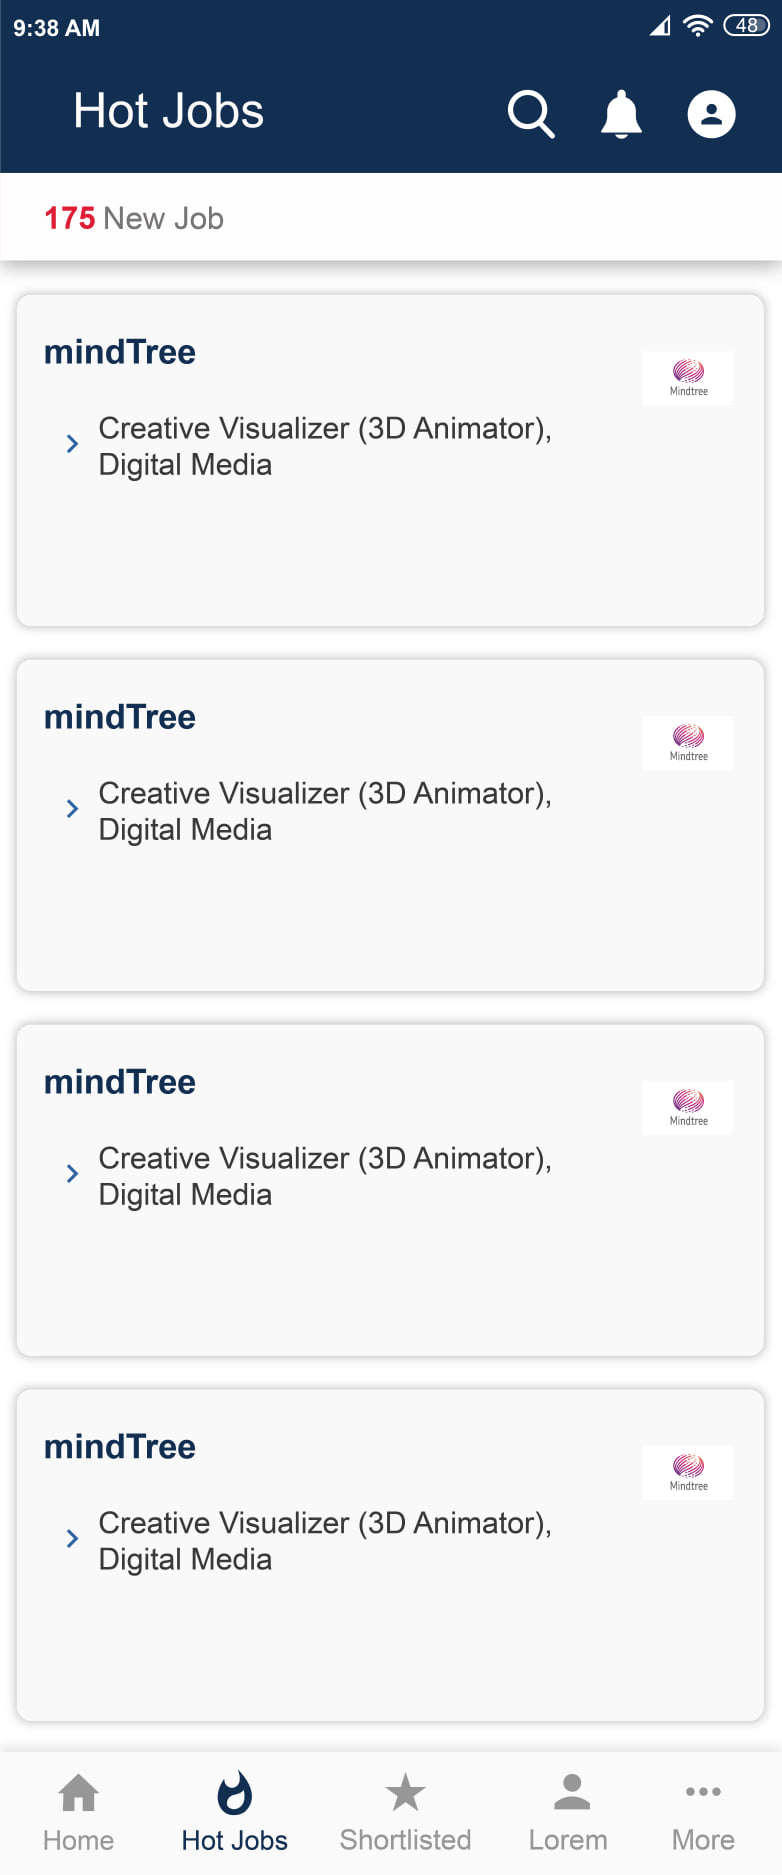 9:38 AM
48
Hot Jobs
175 New Job
mindTree
Mindtree
Creative Visualizer (3D Animator),
Digital Media
mindTree
Mindtree
Creative Visualizer (3D Animator),
Digital Media
mindTree
Mindtree
Creative Visualizer (3D Animator),
Digital Media
mindTree
Mindtree
Creative Visualizer (3D Animator),
Digital Media
Home
Hot Jobs
Shortlisted
Lorem
More